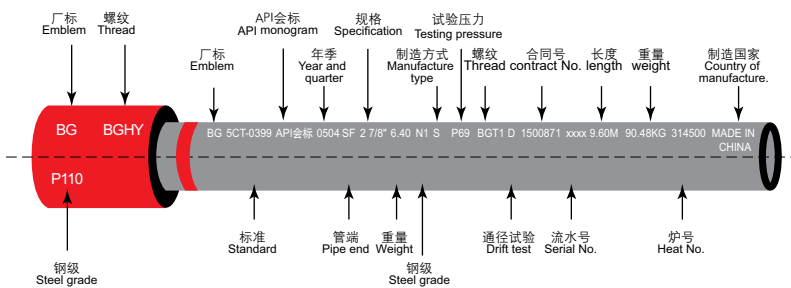 厂标
Emblem
螺纹
Thread
厂标
Emblem
API会标
API monogram
年季
Year and
quarter
规格
Specification
制造方式
Manufacture
type
试验压力
Testing pressure
螺纹
Thread
合同号
contract No.
长度
length
重量
weight
制造国家
Country of
manufacture.
BG BGHY
P110
BG 5CT-0399 API会标 0504 SF 2 7/8" 6.40 N1 S P69 BGT1 D 1500871 xxxx 9.60M 90.48KG 314500 MADE IN
CHINA
钢级
Steel grade
标准
Standard
管端
Pipe end
重量
Weight
钢级
Steel grade
通径试验
Drift test
流水号
Serial No.
炉号
Heat No.